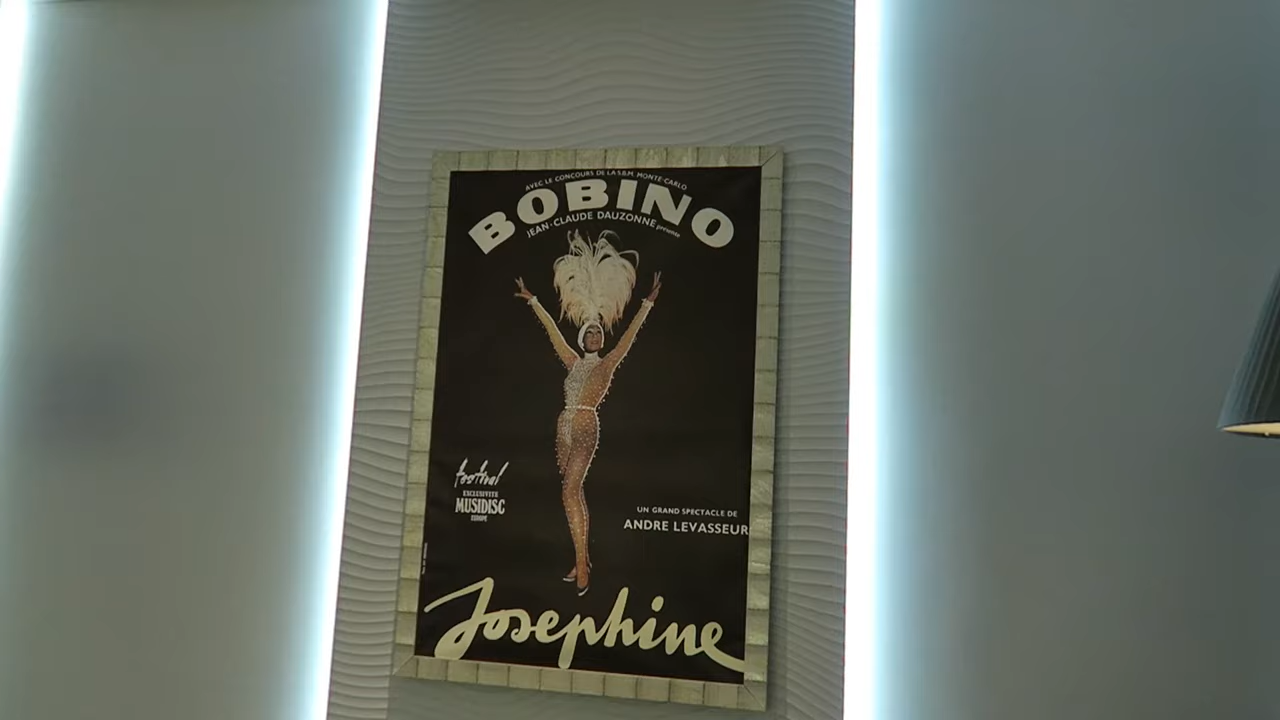 AVEC LE CONCOURS DE LA S.B.M. MONTE-CARLO
BOBINO
JEAN-CLAUDE DAUZONNE présente
festival
EXCLUSIVITE
MUSIDISC
EUROPE
UN GRAND SPECTACLE DE
ANDRE LEVASSEUR
Josephine